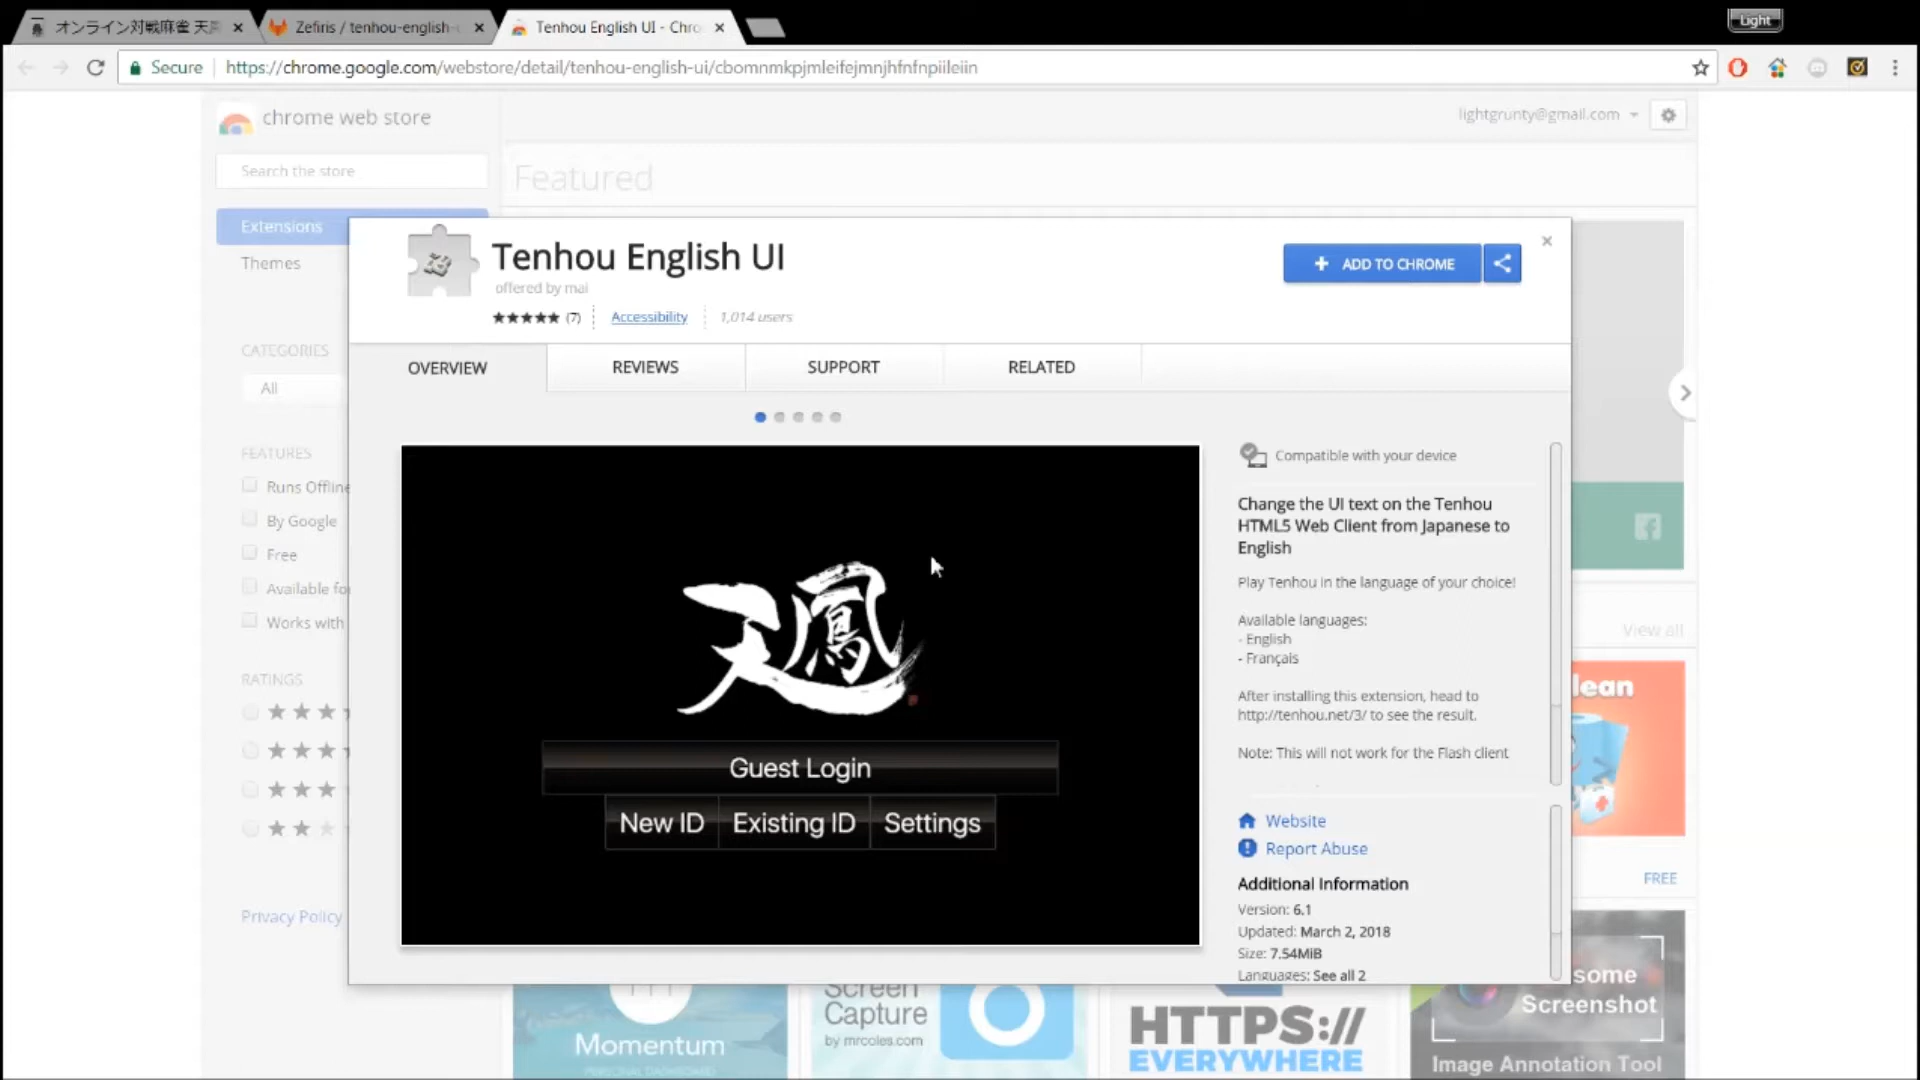 オンライン対戦麻雀 天鳳
Zefiris / tenhou-english-
Tenhou English UI - Chro
Light
Secure
https://chrome.google.com/webstore/detail/tenhou-english-ui/cbomnmkpjmleifejmnjhfnfnpiileiin
chrome web store
lightgrunty@gmail.com
Search the store
Featured
Extensions
Themes
CATEGORIES
All
FEATURES
Runs Offline
By Google
Free
Available fo
Works with
RATINGS
Privacy Policy
Tenhou English UI
offered by mai
(7)
Accessibility
1,014 users
ADD TO CHROME
OVERVIEW
REVIEWS
SUPPORT
RELATED
天鳳
Guest Login
New ID
Existing ID
Settings
Compatible with your device
Change the UI text on the Tenhou
HTML5 Web Client from Japanese to
English
Play Tenhou in the language of your choice!
Available languages:
- English
- Français
After installing this extension, head to
http://tenhou.net/3/ to see the result.
Note: This will not work for the Flash client
Website
Report Abuse
Additional Information
Version: 6.1
Updated: March 2, 2018
Size: 7.54MiB
Languages: See all 2
View all
lean
FREE
Momentum
PERSONAL DASHBOARD
Screen
Capture
by mrcoles.com
HTTPS://
EVERYWHERE
some
Screenshot
Image Annotation Tool